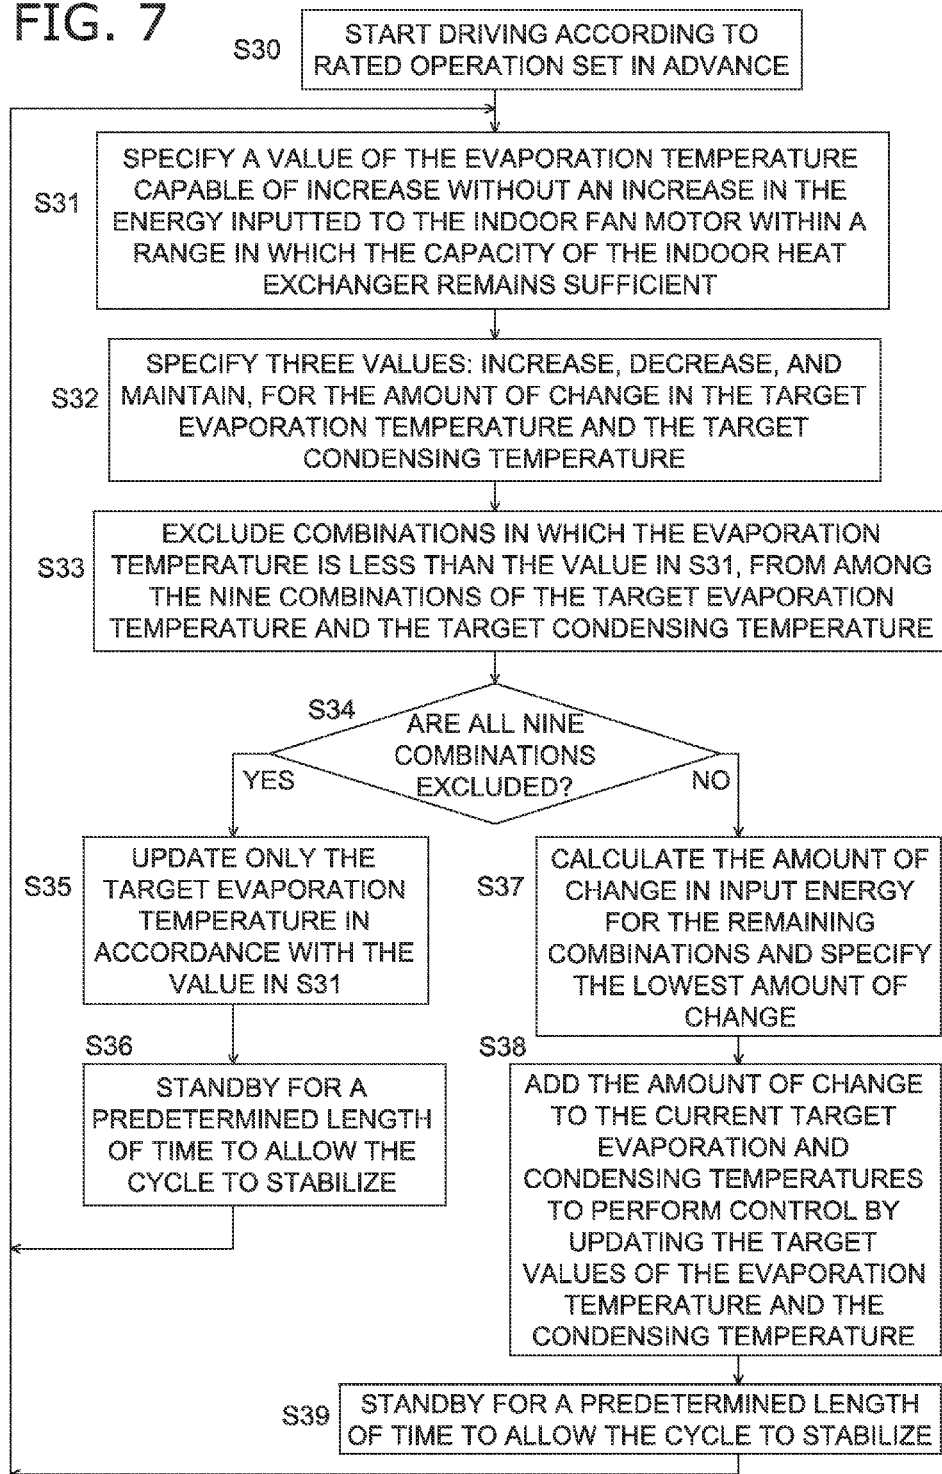 FIG. 7
S30
START DRIVING ACCORDING TO
RATED OPERATION SET IN ADVANCE
S31
SPECIFY A VALUE OF THE EVAPORATION TEMPERATURE
CAPABLE OF INCREASE WITHOUT AN INCREASE IN THE
ENERGY INPUTTED TO THE INDOOR FAN MOTOR WITHIN A
RANGE IN WHICH THE CAPACITY OF THE INDOOR HEAT
EXCHANGER REMAINS SUFFICIENT
S32
SPECIFY THREE VALUES: INCREASE, DECREASE, AND
MAINTAIN, FOR THE AMOUNT OF CHANGE IN THE TARGET
EVAPORATION TEMPERATURE AND THE TARGET
CONDENSING TEMPERATURE
S33
EXCLUDE COMBINATIONS IN WHICH THE EVAPORATION
TEMPERATURE IS LESS THAN THE VALUE IN S31, FROM AMONG
THE NINE COMBINATIONS OF THE TARGET EVAPORATION
TEMPERATURE AND THE TARGET CONDENSING TEMPERATURE
S34
ARE ALL NINE
COMBINATIONS
EXCLUDED?
YES
NO
S35
UPDATE ONLY THE
TARGET EVAPORATION
TEMPERATURE IN
ACCORDANCE WITH THE
VALUE IN S31
S36
STANDBY FOR A
PREDETERMINED LENGTH
OF TIME TO ALLOW THE
CYCLE TO STABILIZE
S37
CALCULATE THE AMOUNT OF
CHANGE IN INPUT ENERGY
FOR THE REMAINING
COMBINATIONS AND SPECIFY
THE LOWEST AMOUNT OF
CHANGE
S38
ADD THE AMOUNT OF CHANGE
TO THE CURRENT TARGET
EVAPORATION AND
CONDENSING TEMPERATURES
TO PERFORM CONTROL BY
UPDATING THE TARGET
VALUES OF THE EVAPORATION
TEMPERATURE AND THE
CONDENSING TEMPERATURE
S39
STANDBY FOR A PREDETERMINED LENGTH
OF TIME TO ALLOW THE CYCLE TO STABILIZE